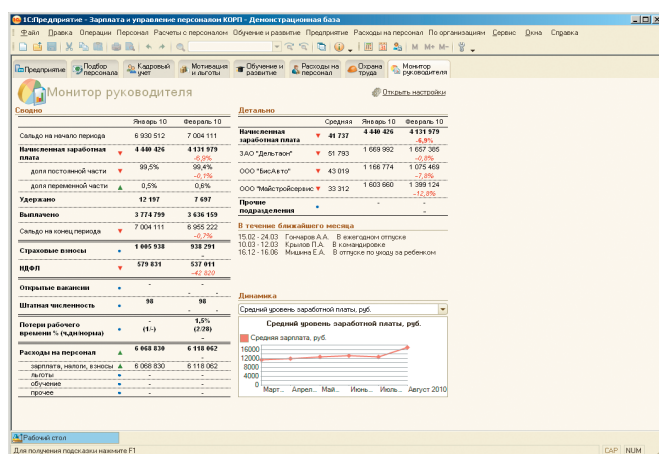 1С:Предприятие - Зарплата и управление персоналом КОРП - Демонстрационная база
Файл Операции Персонал Расчеты с персоналом Обучение и развитие Предприятие Расходы на персонал По организациям Сервис Окна Справка
M M+ M-
Предприятие
Подбор персонала
Кадровый учет
Мотивация и льготы
Обучение и развитие
Расходы на персонал
Охрана труда
Монитор руководителя
Монитор руководителя
Открыть настройки
Сводно
Январь 10 Февраль 10
Сальдо на начало периода 6 930 512 7 004 111
Начисленная заработная плата 4 440 426 4 131 979
-6,9%
доля постоянной части 99,5% 99,4%
-0,1%
доля переменной части 0,5% 0,6%
Удержано 12 197 7 697
Выплачено 3 774 799 3 636 159
Сальдо на конец периода 7 004 111 6 955 222
-0,7%
Страховые взносы 1 005 938 938 291
-
НДФЛ 579 831 537 011
-42 820
Открытые вакансии - -
- -
Штатная численность 98 98
- -
Потери рабочего времени % (ч,дн/норма) - 1,5%
(1/-) (2/28)
-
Расходы на персонал 6 068 830 6 118 062
-
зарплата, налоги, взносы 6 068 830 6 118 062
льготы - -
обучение - -
прочее - -
Детально
Средняя Январь 10 Февраль 10
Начисленная заработная плата 41 737 4 440 426 4 131 979
-6,9%
ЗАО "Дельтаон" 51 793 1 669 992 1 657 385
-0,8%
ООО "БисАвто" 43 019 1 166 774 1 075 469
-7,8%
ООО "Майстройсервис" 33 312 1 603 660 1 399 124
-12,8%
Прочие подразделения - -
-
В течение ближайшего месяца
15.02 - 24.03 Гончаров А.А. В ежегодном отпуске
10.03 - 12.03 Крылов П.А. В командировке
16.12 - 16.06 Мишина Е.А. В отпуске по уходу за ребенком
Динамика
Средний уровень заработной платы, руб.
Средний уровень заработной платы, руб.
Средняя зарплата, руб.
16000
12000
8000
4000
0
Март... Апрел... Май... Июнь... Июль... Август 2010
Рабочий стол
Для получения подсказки нажмите F1
CAP NUM